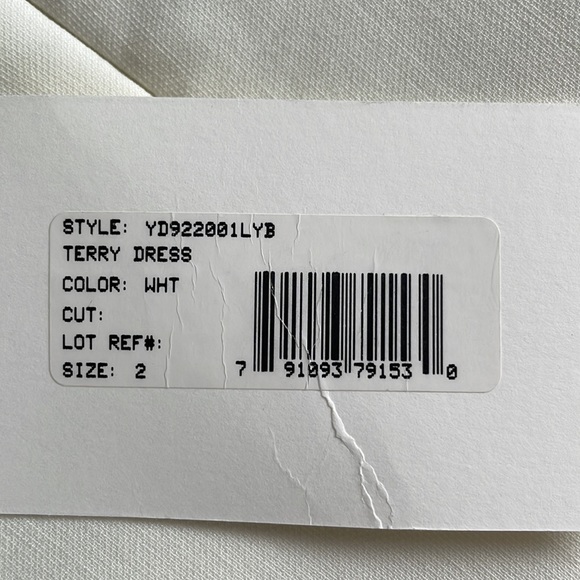 STYLE: YD922001LYB
TERRY DRESS
COLOR: WHT
CUT:
LOT REF#:
SIZE: 2
7 91093 79153 0